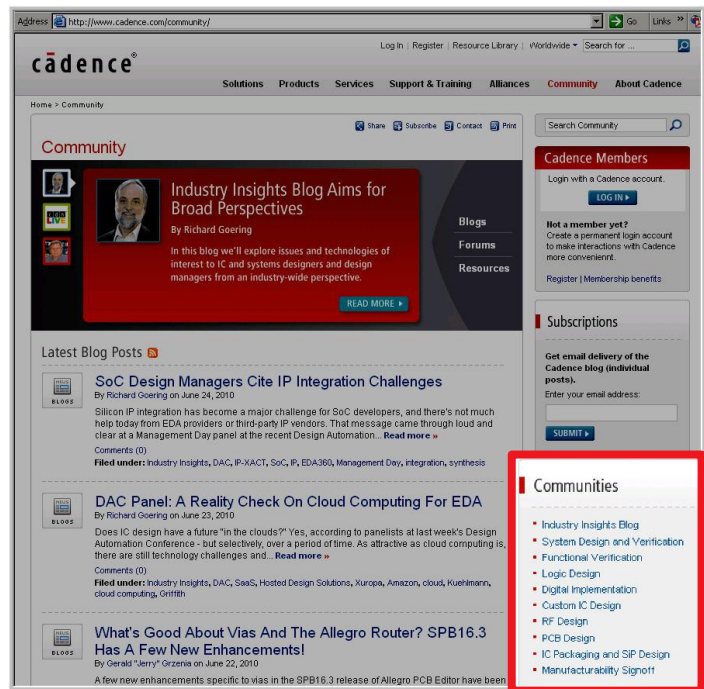 Address http://www.cadence.com/community/ Go Links »
Log In | Register | Resource Library | Worldwide Search for ...
cādence®
Solutions Products Services Support & Training Alliances Community About Cadence
Home > Community
Share Subscribe Contact Print
Search Community
Community
Industry Insights Blog Aims for
Broad Perspectives
By Richard Goering
In this blog we'll explore issues and technologies of
interest to IC and systems designers and design
managers from an industry-wide perspective.
READ MORE
LIVE
Blogs
Forums
Resources
Cadence Members
Login with a Cadence account.
LOG IN
Not a member yet?
Create a permanent login account
to make interactions with Cadence
more conveniennt.
Register | Membership benefits
Subscriptions
Get email delivery of the
Cadence blog (individual
posts).
Enter your email address:
SUBMIT
Latest Blog Posts
BLOGS
SoC Design Managers Cite IP Integration Challenges
By Richard Goering on June 24, 2010
Silicon IP integration has become a major challenge for SoC developers, and there's not much
help today from EDA providers or third-party IP vendors. That message came through loud and
clear at a Management Day panel at the recent Design Automation... Read more »
Comments (0)
Filed under: Industry Insights, DAC, IP-XACT, SoC, IP, EDA360, Management Day, integration, synthesis
BLOGS
DAC Panel: A Reality Check On Cloud Computing For EDA
By Richard Goering on June 23, 2010
Does IC design have a future "in the clouds?" Yes, according to panelists at last week's Design
Automation Conference - but selectively, over a period of time. As attractive as cloud computing is,
there are still technology challenges and... Read more »
Comments (0)
Filed under: Industry Insights, DAC, SaaS, Hosted Design Solutions, Xuropa, Amazon, cloud, Kuehlmann,
cloud computing, Griffith
BLOGS
What's Good About Vias And The Allegro Router? SPB16.3
Has A Few New Enhancements!
By Gerald "Jerry" Grzenia on June 22, 2010
A few new enhancements specific to vias in the SPB16.3 release of Allegro PCB Editor have been
Communities
Industry Insights Blog
System Design and Verification
Functional Verification
Logic Design
Digital Implementation
Custom IC Design
RF Design
PCB Design
IC Packaging and SiP Design
Manufacturability Signoff